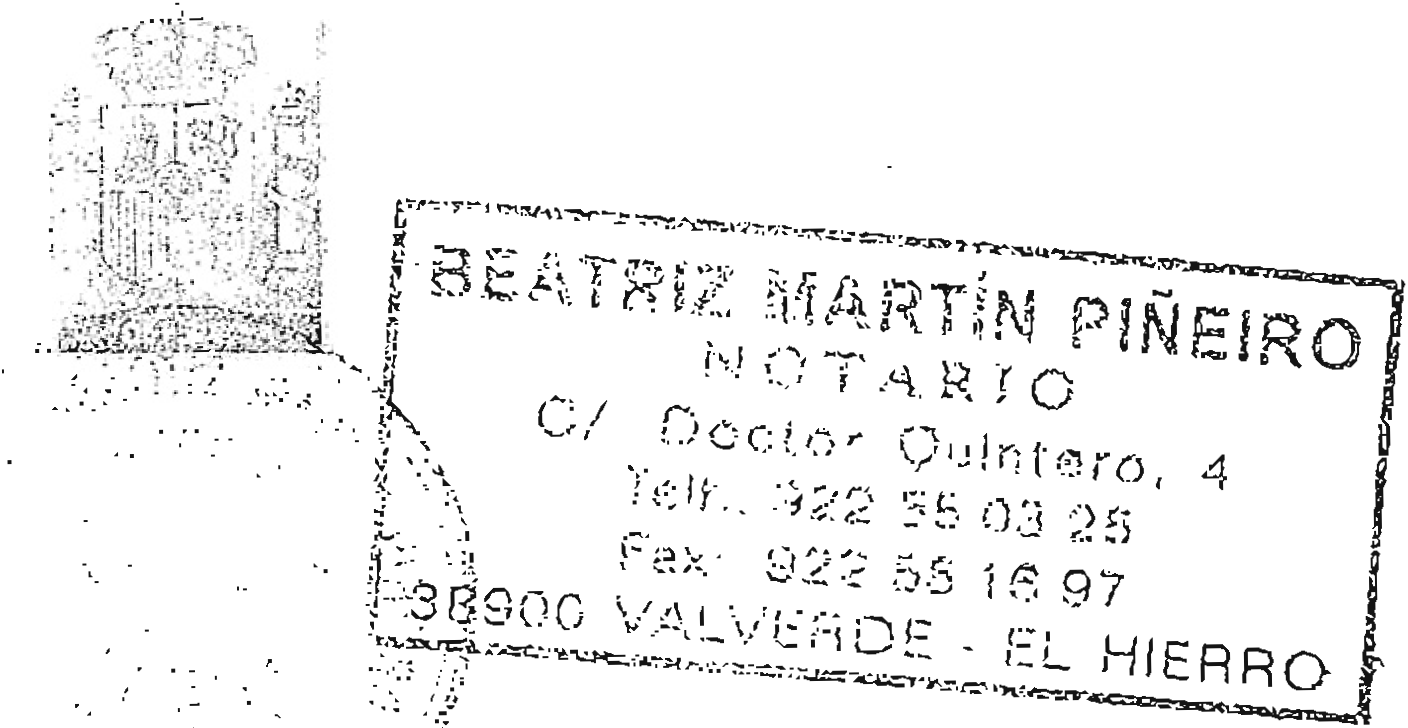 BEATRIZ MARTÍN PIÑEIRO
NOTARIO
C/ Doctor Quintero, 4
Telf.: 922 55 03 25
Fax: 922 55 16 97
38900 VALVERDE - EL HIERRO